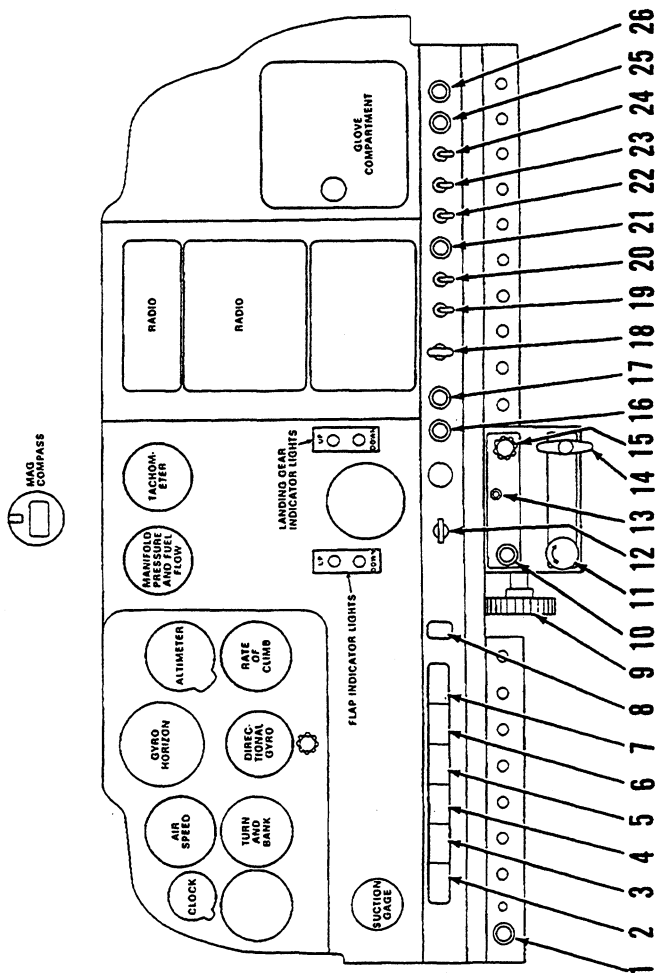 MAG
COMPASS
CLOCK
AIR
SPEED
GYRO
HORIZON
ALTIMETER
TURN
AND
BANK
DIREC-
TIONAL
GYRO
RATE
OF
CLIMB
MANIFOLD
PRESSURE
AND FUEL
FLOW
TACHOM-
ETER
SUCTION
GAGE
FLAP INDICATOR LIGHTS
UP
DOWN
LANDING GEAR
INDICATOR LIGHTS
UP
DOWN
RADIO
RADIO
GLOVE
COMPARTMENT
1
2
3
4
5
6
7
8
9
10
11
12
13
14
15
16
17
18
19
20
21
22
23
24
25
26